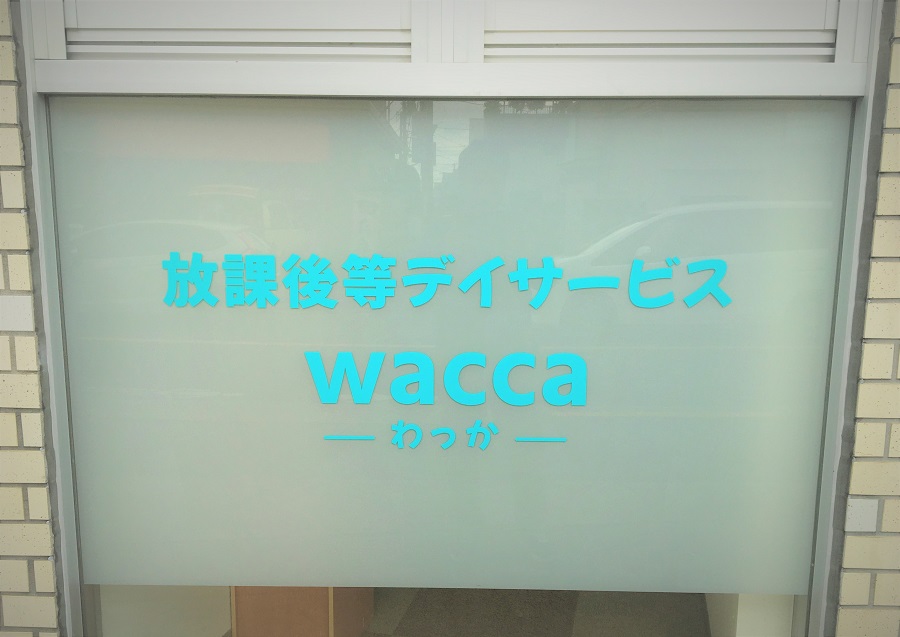 放課後等デイサービス
wacca
― わっか ―